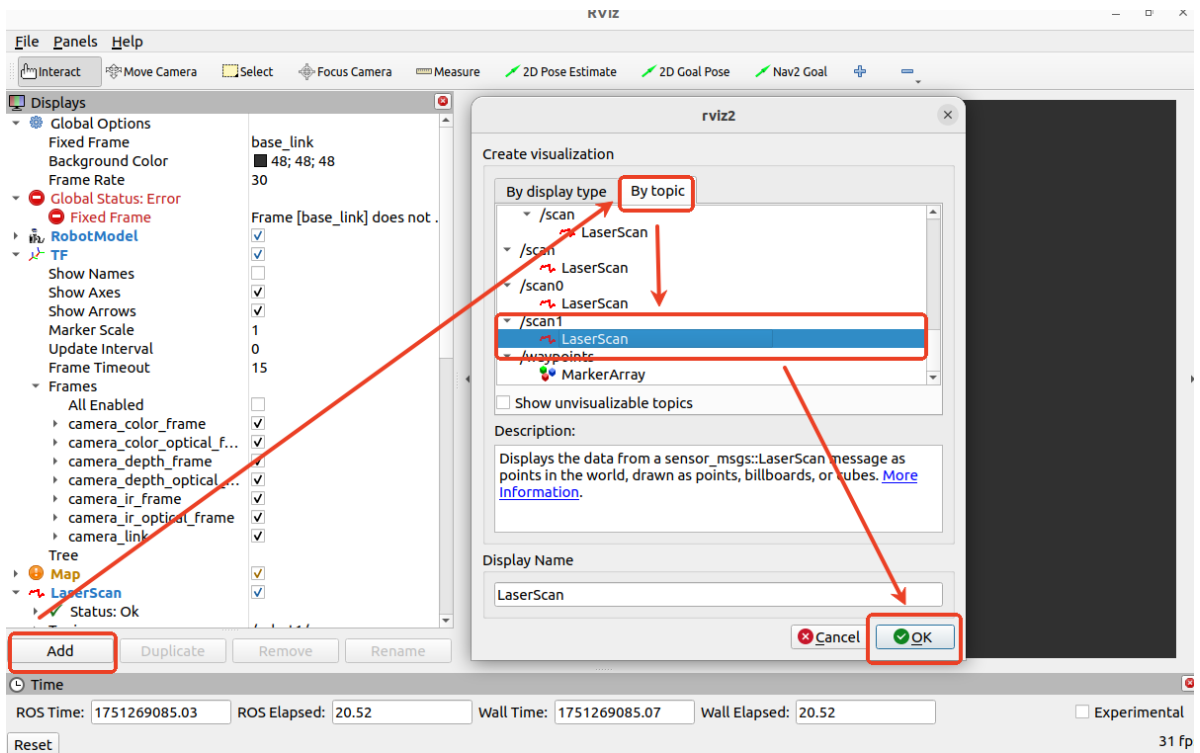 RViz
File Panels Help
Interact Move Camera Select Focus Camera Measure 2D Pose Estimate 2D Goal Pose Nav2 Goal
Displays
Global Options
Fixed Frame base_link
Background Color 48; 48; 48
Frame Rate 30
Global Status: Error
Fixed Frame Frame [base_link] does not .
RobotModel
TF
Show Names
Show Axes
Show Arrows
Marker Scale 1
Update Interval 0
Frame Timeout 15
Frames
All Enabled
camera_color_frame
camera_color_optical_f...
camera_depth_frame
camera_depth_optical_...
camera_ir_frame
camera_ir_optical_frame
camera_link
Tree
Map
LaserScan
Status: Ok
Add Duplicate Remove Rename
rviz2
Create visualization
By display type By topic
/scan
LaserScan
/scan
LaserScan
/scan0
LaserScan
/scan1
LaserScan
/waypoints
MarkerArray
Show unvisualizable topics
Description:
Displays the data from a sensor_msgs::LaserScan message as
points in the world, drawn as points, billboards, or cubes. More
Information.
Display Name
LaserScan
Cancel OK
Time
ROS Time: 1751269085.03 ROS Elapsed: 20.52 Wall Time: 1751269085.07 Wall Elapsed: 20.52 Experimental
Reset 31 fp